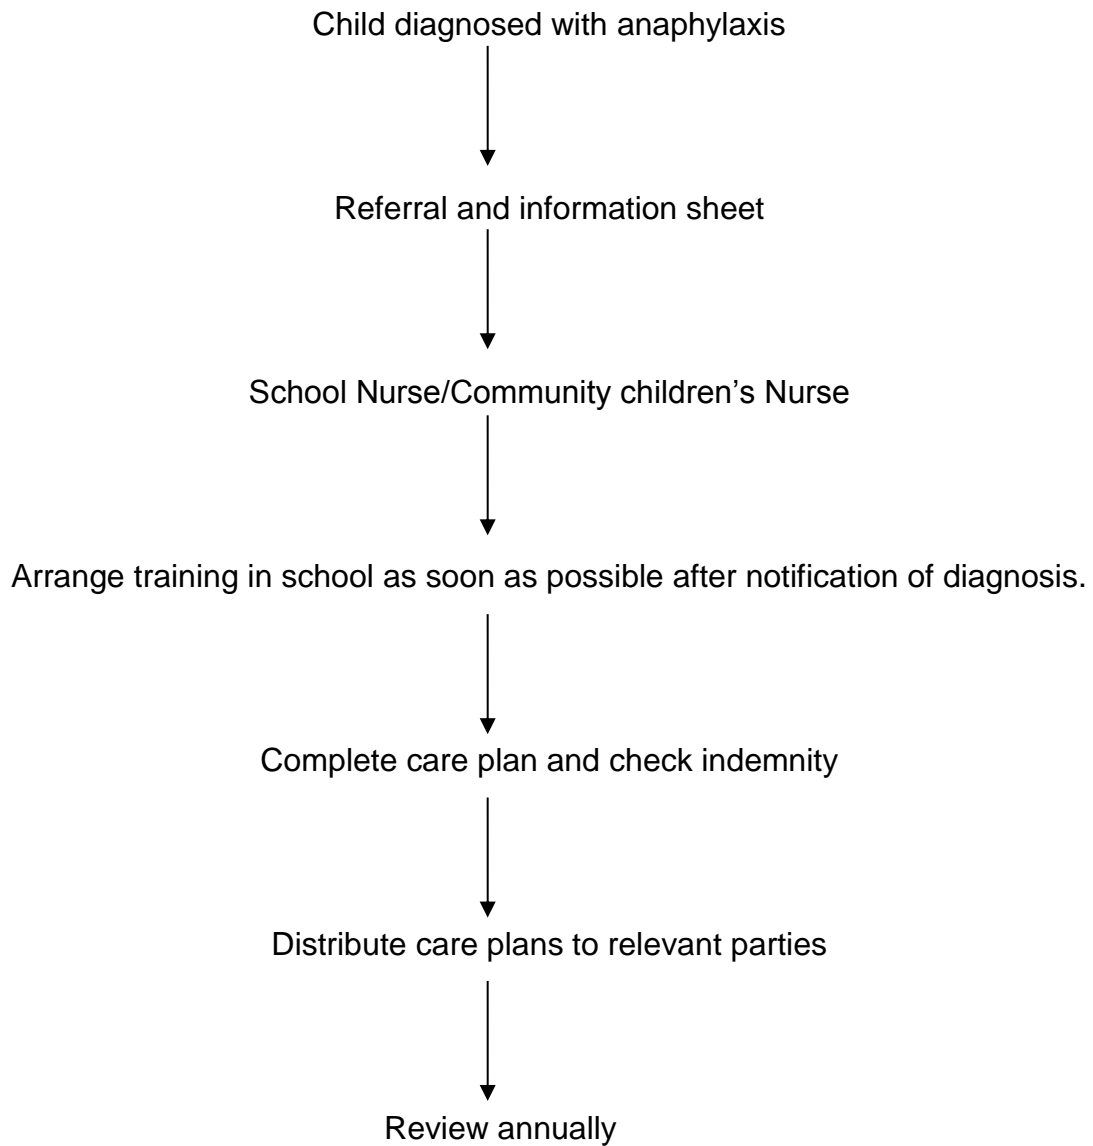 Child diagnosed with anaphylaxis
Referral and information sheet
School Nurse/Community children’s Nurse
Arrange training in school as soon as possible after notification of diagnosis.
Complete care plan and check indemnity
Distribute care plans to relevant parties
Review annually